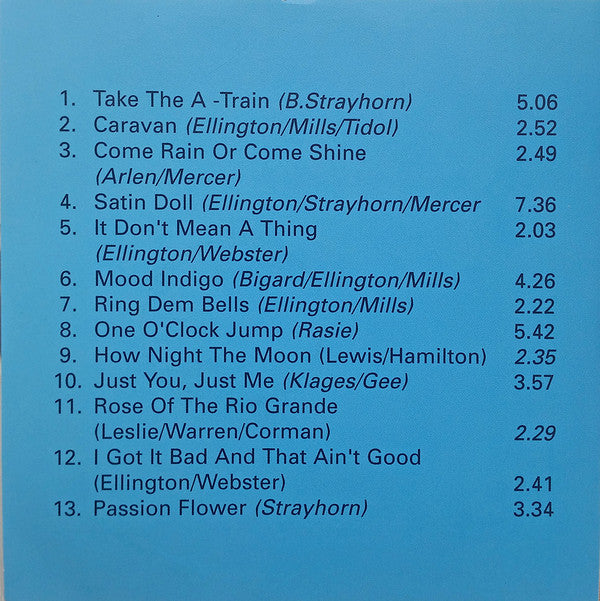 1. Take The A -Train (B.Strayhorn) 5.06
2. Caravan (Ellington/Mills/Tidol) 2.52
3. Come Rain Or Come Shine 2.49
(Arlen/Mercer)
4. Satin Doll (Ellington/Strayhorn/Mercer 7.36
5. It Don't Mean A Thing 2.03
(Ellington/Webster)
6. Mood Indigo (Bigard/Ellington/Mills) 4.26
7. Ring Dem Bells (Ellington/Mills) 2.22
8. One O'Clock Jump (Rasie) 5.42
9. How Night The Moon (Lewis/Hamilton) 2.35
10. Just You, Just Me (Klages/Gee) 3.57
11. Rose Of The Rio Grande
(Leslie/Warren/Corman) 2.29
12. I Got It Bad And That Ain't Good
(Ellington/Webster) 2.41
13. Passion Flower (Strayhorn) 3.34